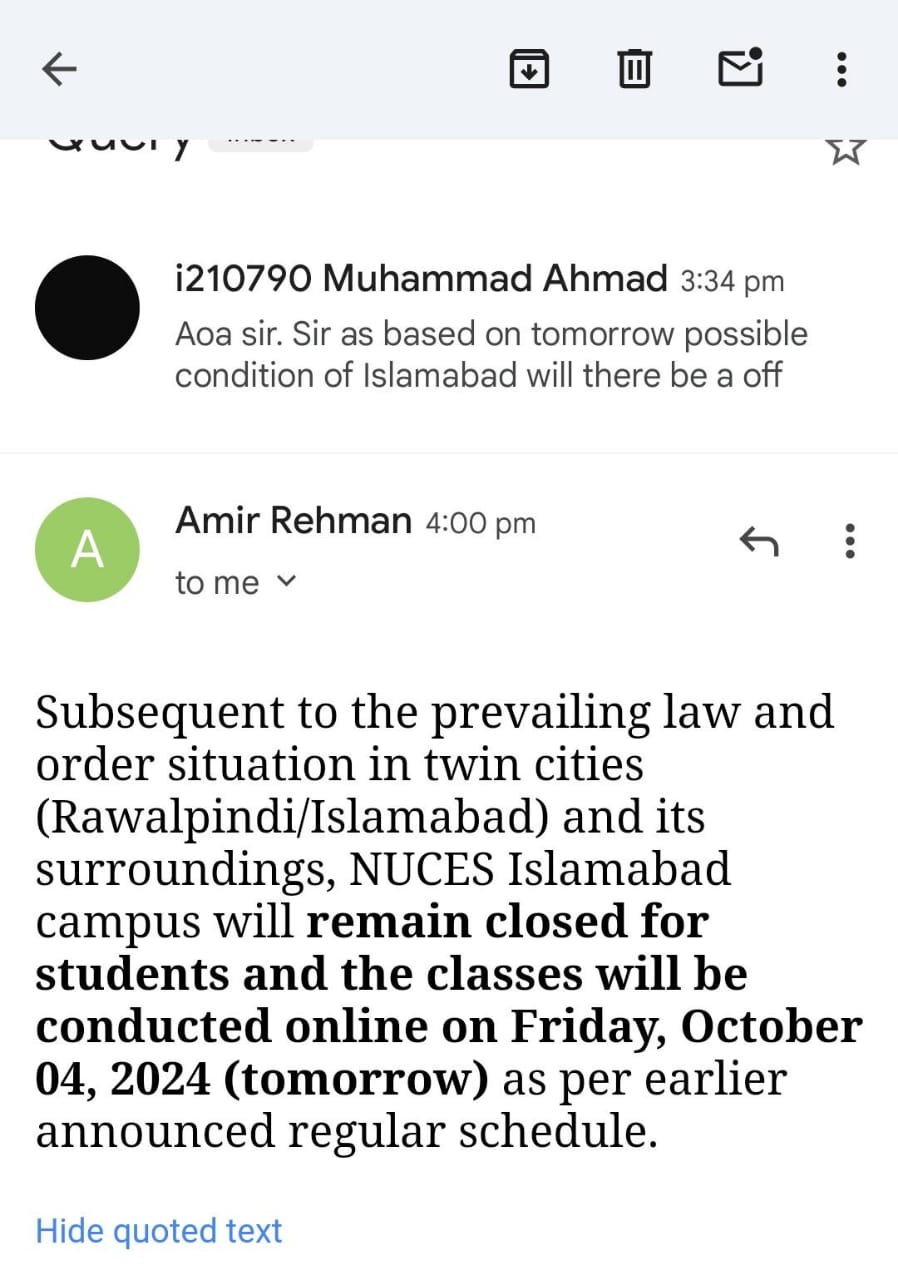 Query
i210790 Muhammad Ahmad 3:34 pm
Aoa sir. Sir as based on tomorrow possible
condition of Islamabad will there be a off
A
Amir Rehman 4:00 pm
to me
Subsequent to the prevailing law and
order situation in twin cities
(Rawalpindi/Islamabad) and its
surroundings, NUCES Islamabad
campus will remain closed for
students and the classes will be
conducted online on Friday, October
04, 2024 (tomorrow) as per earlier
announced regular schedule.
Hide quoted text